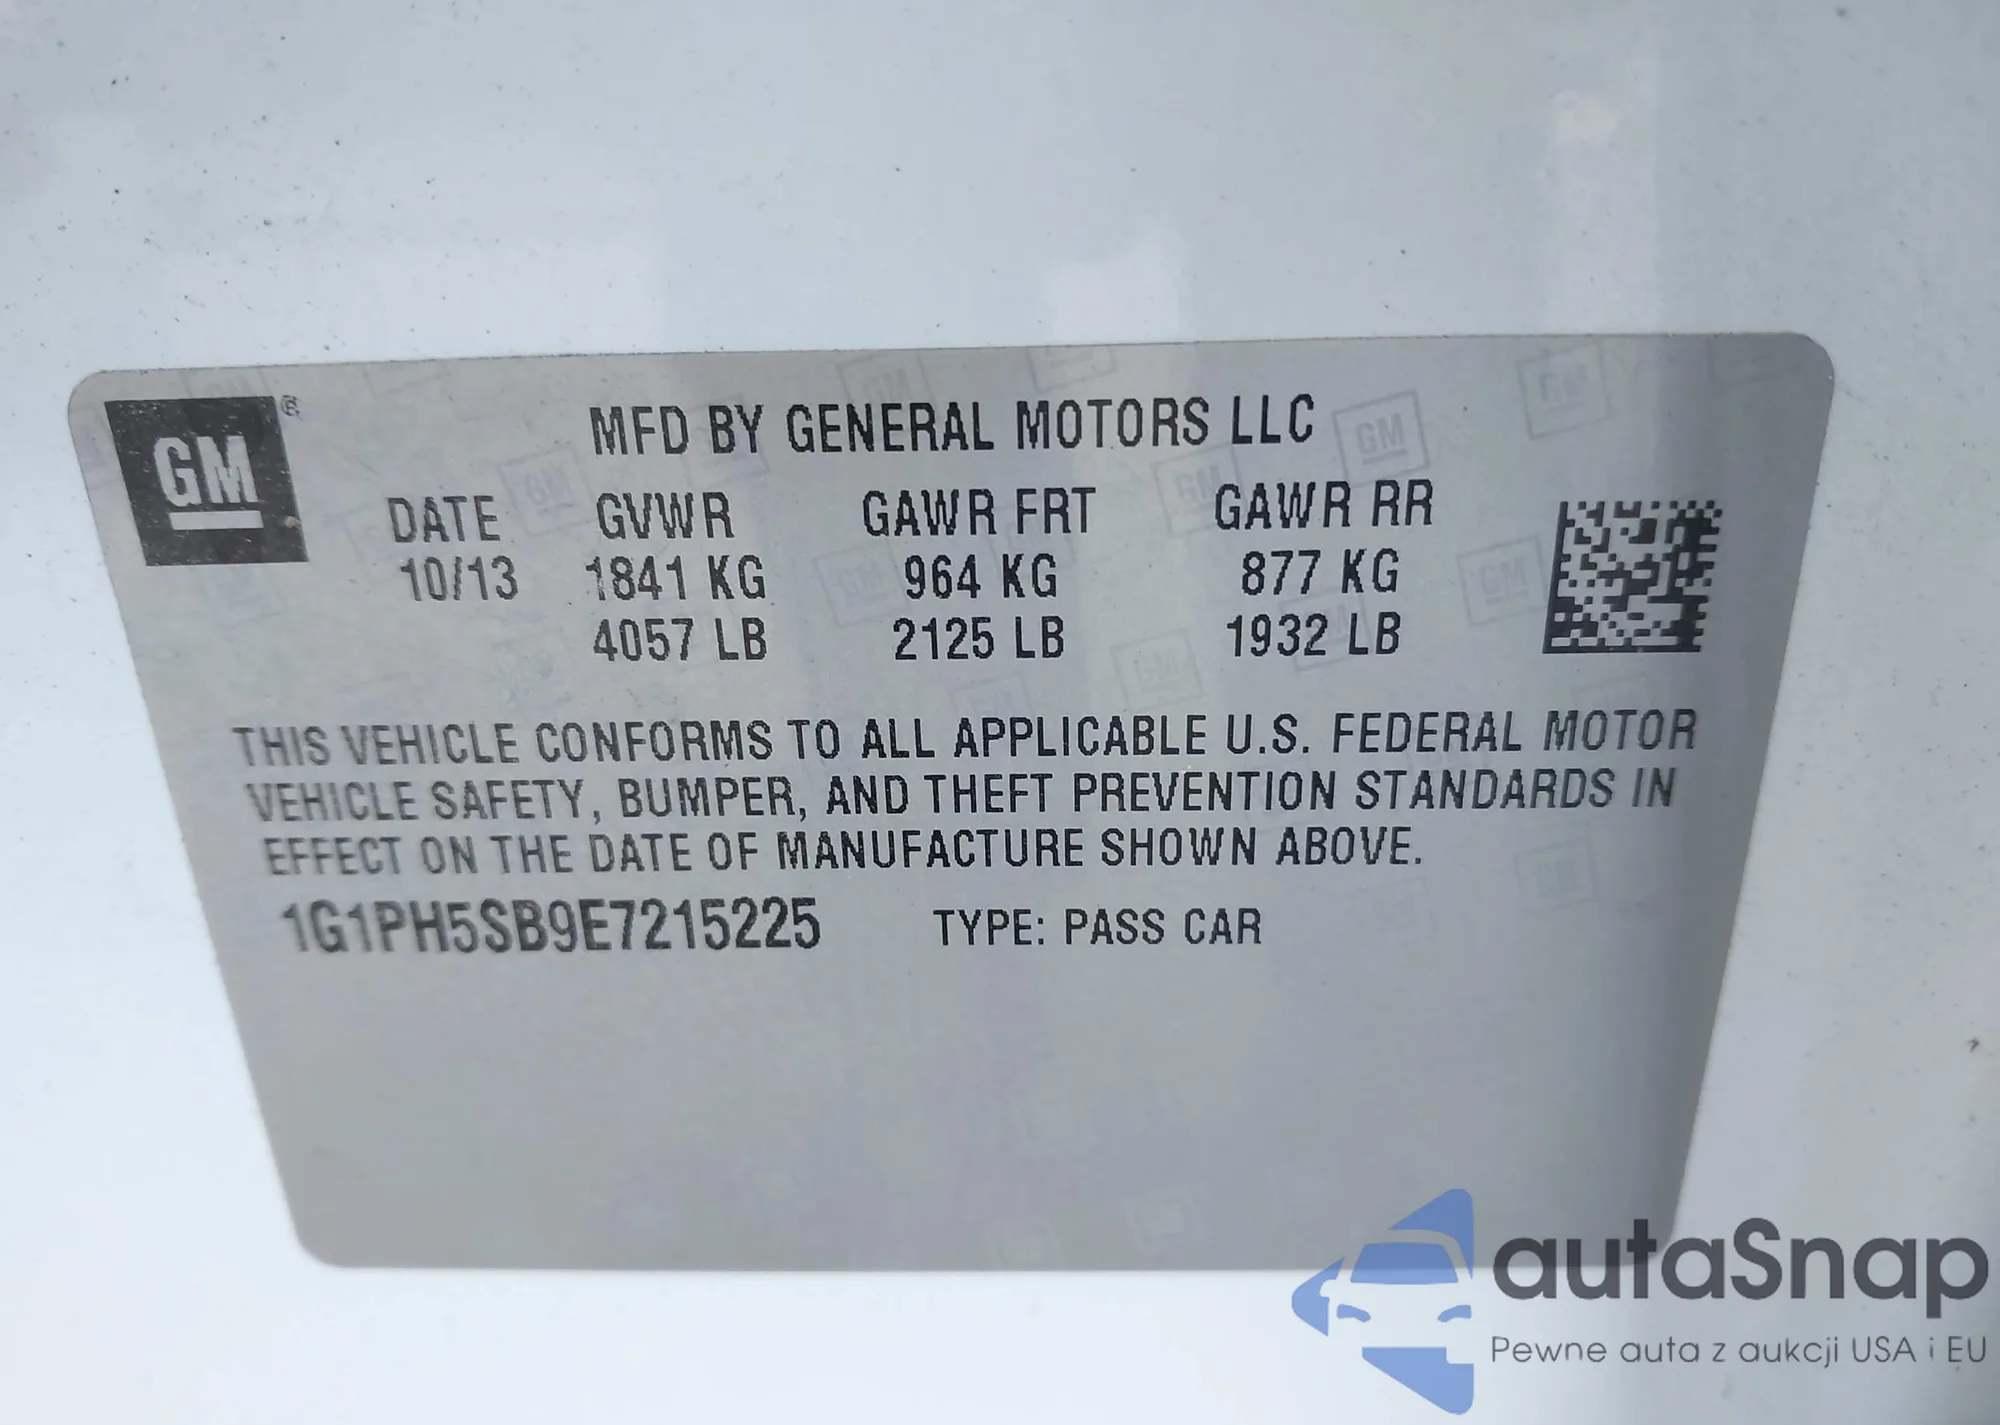 GM®
MFD BY GENERAL MOTORS LLC
DATE GVWR GAWR FRT GAWR RR
10/13 1841 KG 964 KG 877 KG
4057 LB 2125 LB 1932 LB
THIS VEHICLE CONFORMS TO ALL APPLICABLE U.S. FEDERAL MOTOR
VEHICLE SAFETY, BUMPER, AND THEFT PREVENTION STANDARDS IN
EFFECT ON THE DATE OF MANUFACTURE SHOWN ABOVE.
1G1PH5SB9E7215225 TYPE: PASS CAR
autaSnap
Pewne auta z aukcji USA i EU